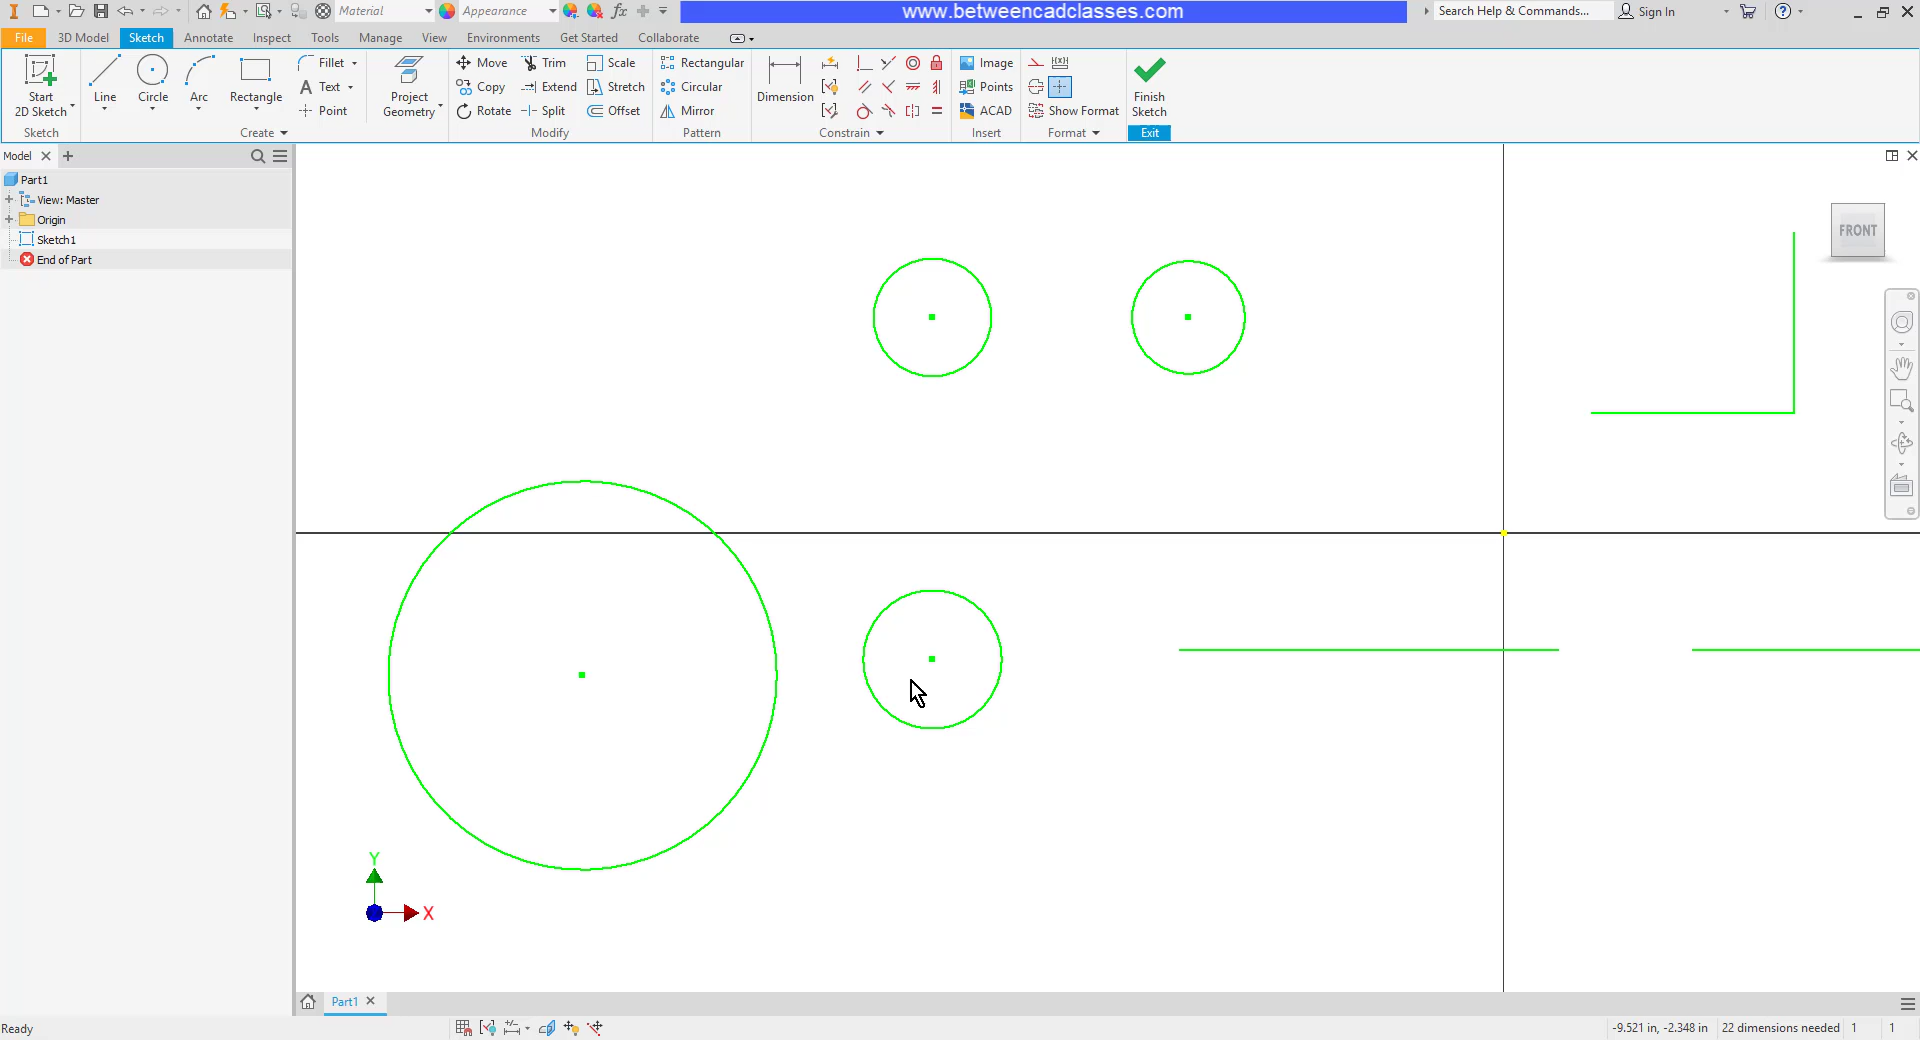 Material Appearance www.betweencadclasses.com Search Help & Commands... Sign In
File 3D Model Sketch Annotate Inspect Tools Manage View Environments Get Started Collaborate
Start 2D Sketch
Line
Circle
Arc
Rectangle
Fillet
Text
Point
Project Geometry
Move
Copy
Rotate
Trim
Extend
Split
Scale
Stretch
Offset
Rectangular
Circular
Mirror
Dimension
Image
Points
ACAD
Show Format
Finish Sketch
Sketch Create Modify Pattern Constrain Insert Format Exit
Model
Part1
View: Master
Origin
Sketch1
End of Part
FRONT
Y
X
Part1
Ready -9.521 in, -2.348 in 22 dimensions needed 1 1